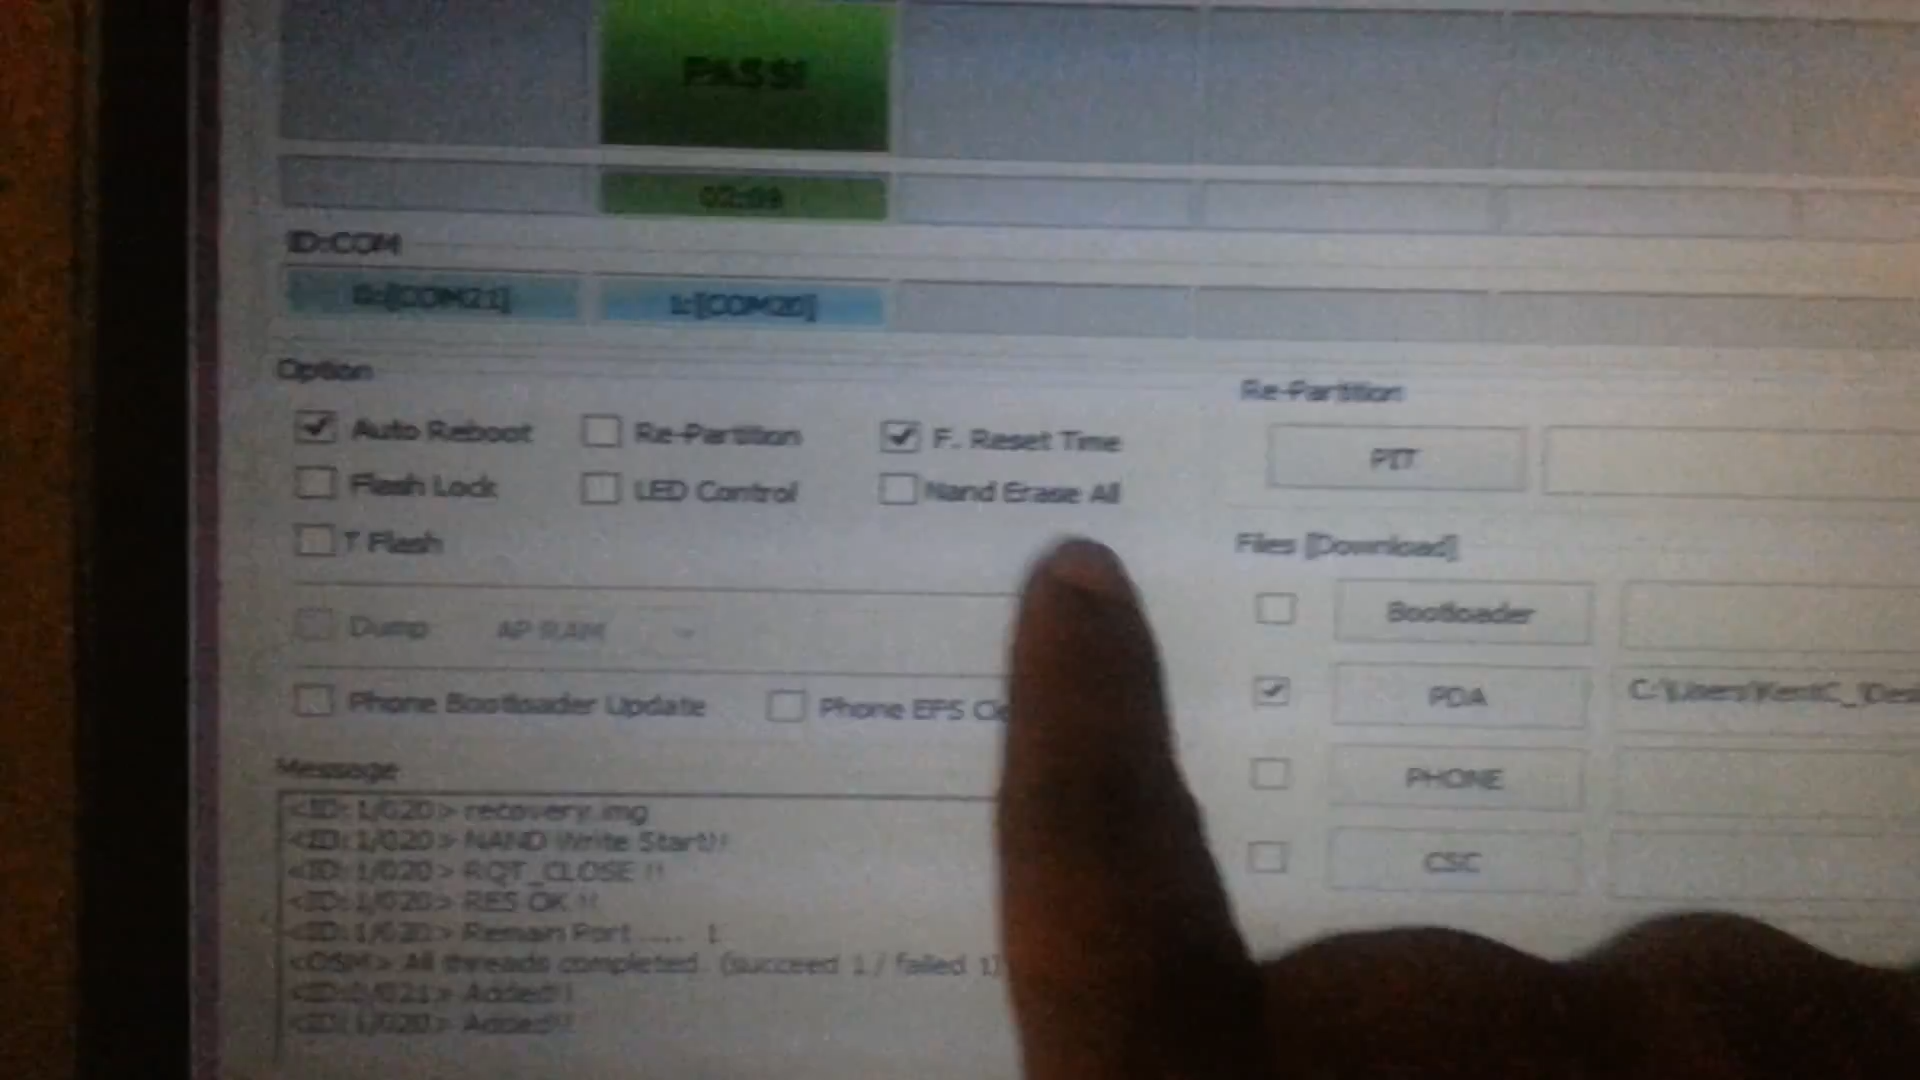 PASS!
02:09
ID:COM
0:[COM21] 1:[COM20]
Option
Auto Reboot Re-Partition F. Reset Time
Flash Lock LED Control Nand Erase All
T Flash
Dump AP RAM
Phone Bootloader Update Phone EFS
Message
<ID:1/020> recovery.img
<ID:1/020> NAND Write Start!!
<ID:1/020> RQT_CLOSE !!
<ID:1/020> RES OK !!
<ID:1/020> Remain Port .... 1
<OSM> All threads completed. (succeed 1 / failed 1)
<ID:0/021> Added!!
<ID:1/020> Added!!
Re-Partition
PIT
Files [Download]
Bootloader
PDA
PHONE
CSC